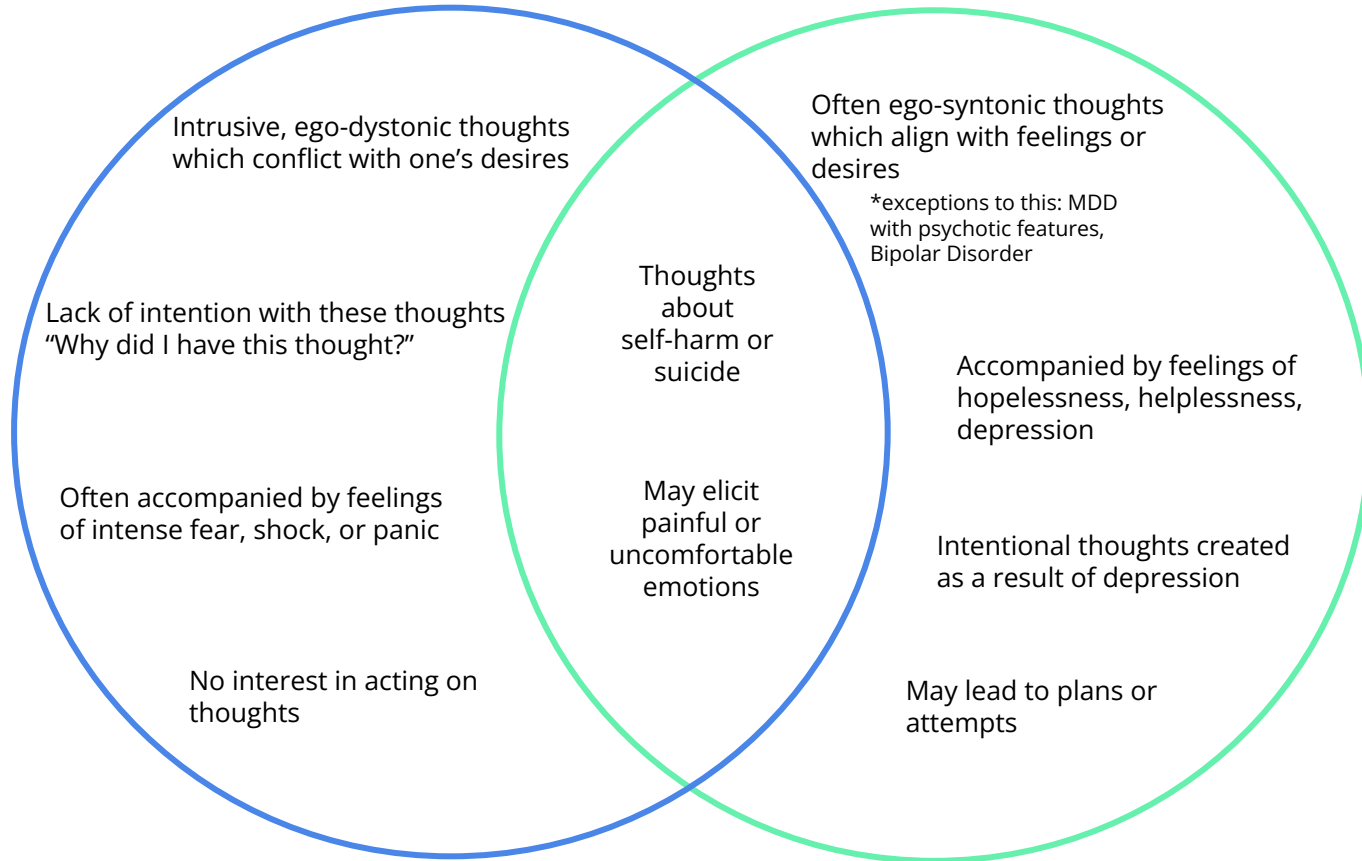 Intrusive, ego-dystonic thoughts
which conflict with one’s desires
Lack of intention with these thoughts
“Why did I have this thought?”
Often accompanied by feelings
of intense fear, shock, or panic
No interest in acting on
thoughts
Thoughts
about
self-harm or
suicide
May elicit
painful or
uncomfortable
emotions
Often ego-syntonic thoughts
which align with feelings or
desires
*exceptions to this: MDD
with psychotic features,
Bipolar Disorder
Accompanied by feelings of
hopelessness, helplessness,
depression
Intentional thoughts created
as a result of depression
May lead to plans or
attempts